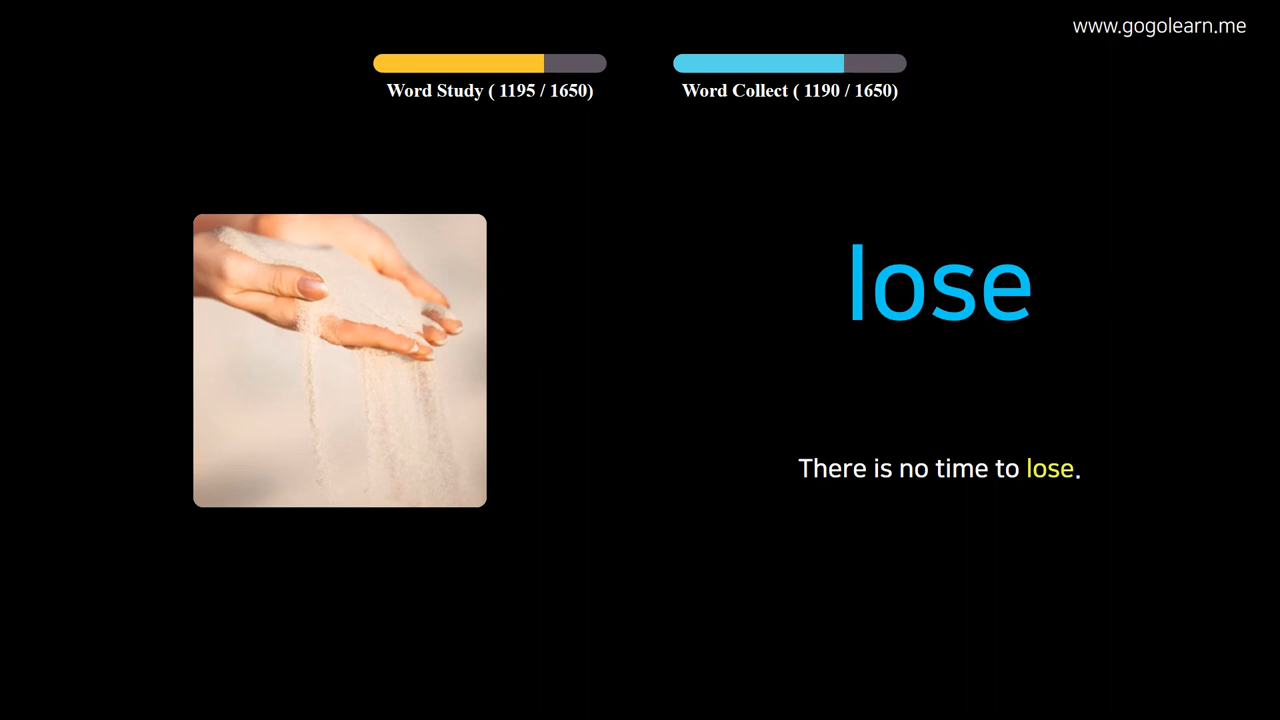 www.gogolearn.me
Word Study ( 1195 / 1650)
Word Collect ( 1190 / 1650)
lose
There is no time to lose.